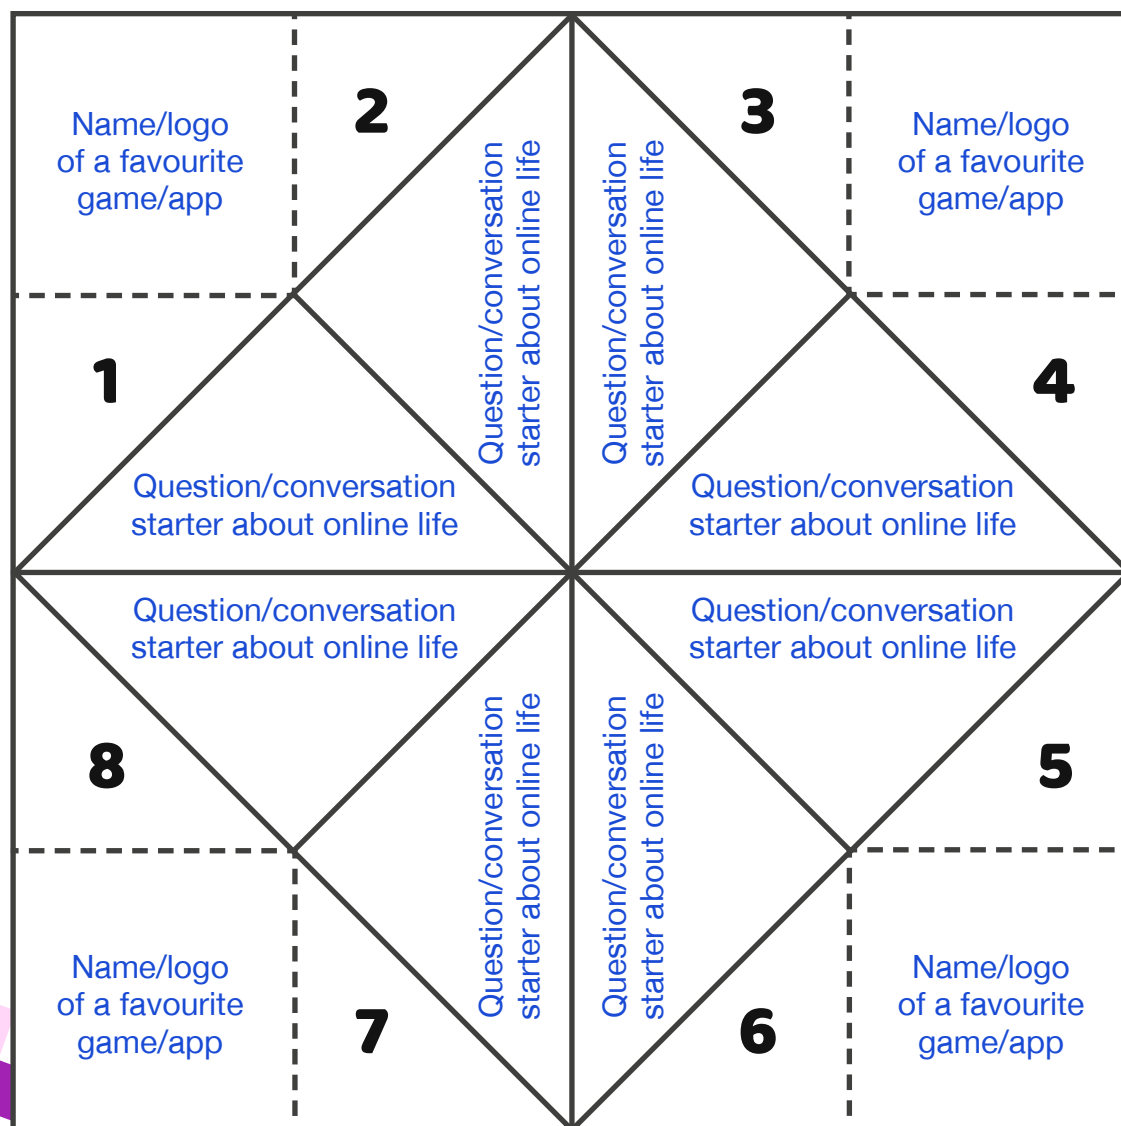 Name/logo
of a favourite
game/app
2
3
Name/logo
of a favourite
game/app
Question/conversation
starter about online life
Question/conversation
starter about online life
1
4
Question/conversation
starter about online life
Question/conversation
starter about online life
Question/conversation
starter about online life
Question/conversation
starter about online life
8
5
Question/conversation
starter about online life
Question/conversation
starter about online life
Name/logo
of a favourite
game/app
7
6
Name/logo
of a favourite
game/app